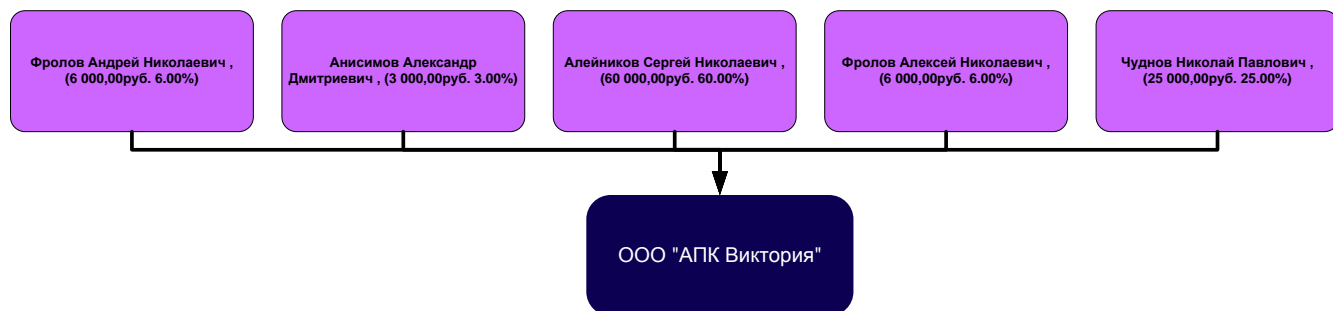 Фролов Андрей Николаевич ,
(6 000,00руб. 6.00%)
Анисимов Александр
Дмитриевич , (3 000,00руб. 3.00%)
Алейников Сергей Николаевич ,
(60 000,00руб. 60.00%)
Фролов Алексей Николаевич ,
(6 000,00руб. 6.00%)
Чуднов Николай Павлович ,
(25 000,00руб. 25.00%)
ООО "АПК Виктория"